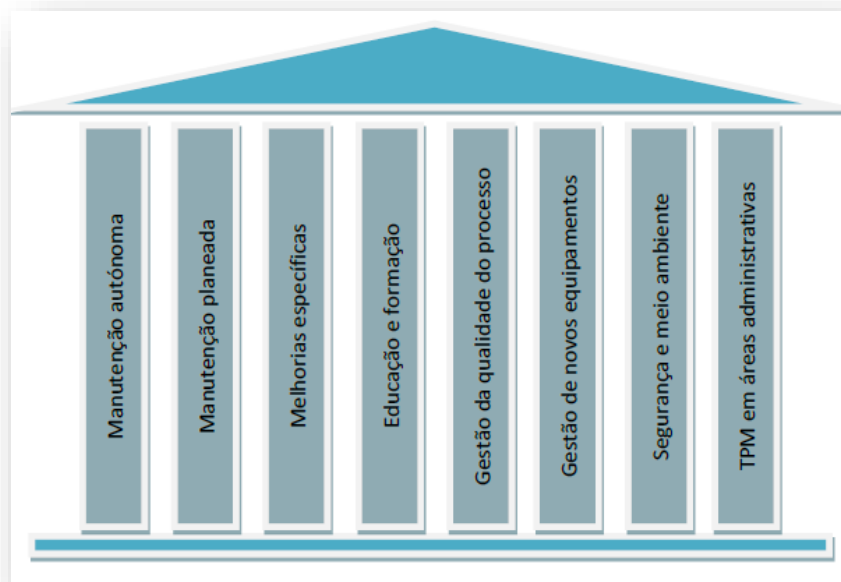 Manutenção autónoma
Manutenção planeada
Melhorias específicas
Educação e formação
Gestão da qualidade do processo
Gestão de novos equipamentos
Segurança e meio ambiente
TPM em áreas administrativas